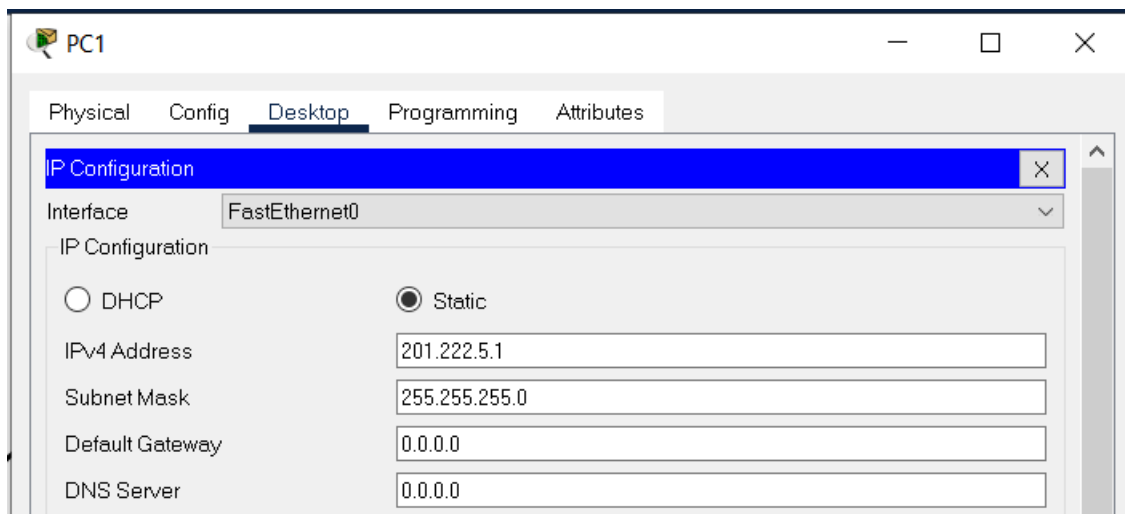 PC1
Physical Config Desktop Programming Attributes
IP Configuration X
Interface FastEthernet0
IP Configuration
DHCP Static
IPv4 Address 201.222.5.1
Subnet Mask 255.255.255.0
Default Gateway 0.0.0.0
DNS Server 0.0.0.0